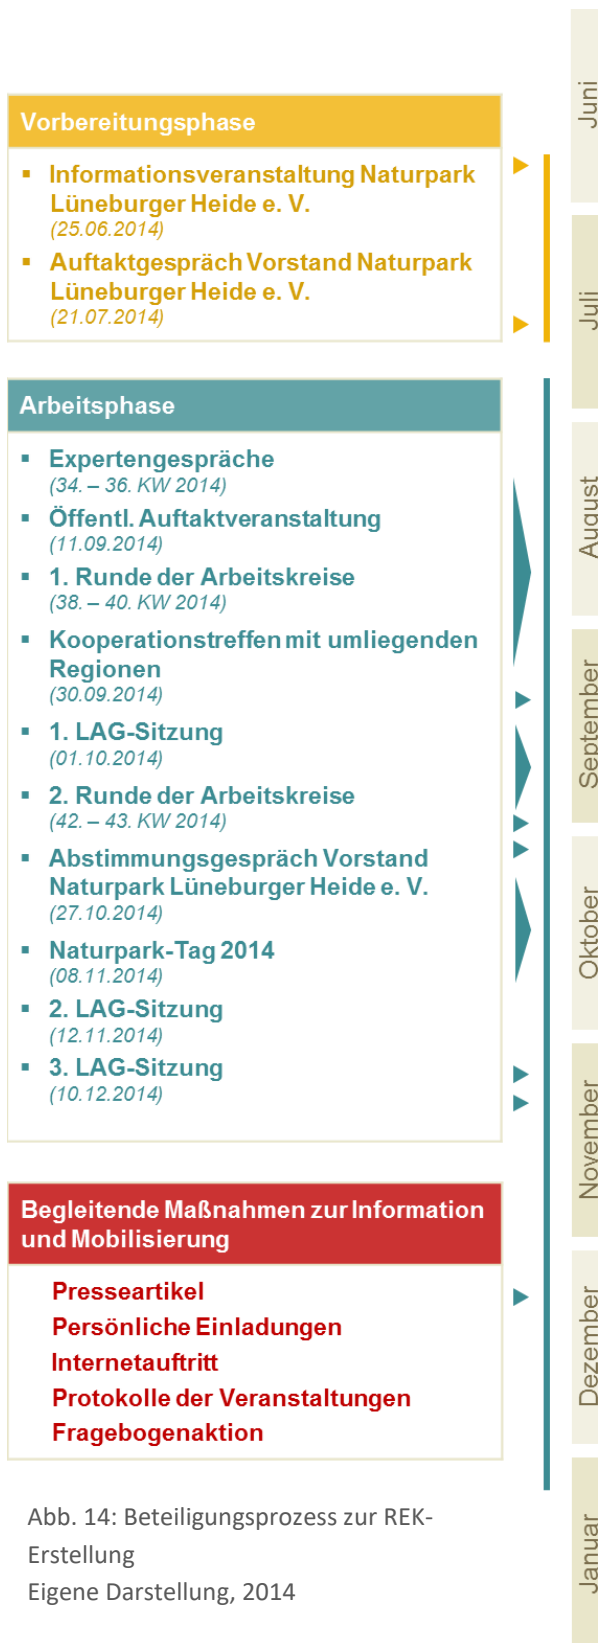 Vorbereitungsphase
▪ Informationsveranstaltung Naturpark
Lüneburger Heide e. V.
(25.06.2014)
▪ Auftaktgespräch Vorstand Naturpark
Lüneburger Heide e. V.
(21.07.2014)
Arbeitsphase
▪ Expertengespräche
(34. – 36. KW 2014)
▪ Öffentl. Auftaktveranstaltung
(11.09.2014)
▪ 1. Runde der Arbeitskreise
(38. – 40. KW 2014)
▪ Kooperationstreffen mit umliegenden
Regionen
(30.09.2014)
▪ 1. LAG-Sitzung
(01.10.2014)
▪ 2. Runde der Arbeitskreise
(42. – 43. KW 2014)
▪ Abstimmungsgespräch Vorstand
Naturpark Lüneburger Heide e. V.
(27.10.2014)
▪ Naturpark-Tag 2014
(08.11.2014)
▪ 2. LAG-Sitzung
(12.11.2014)
▪ 3. LAG-Sitzung
(10.12.2014)
Begleitende Maßnahmen zur Information
und Mobilisierung
Presseartikel
Persönliche Einladungen
Internetauftritt
Protokolle der Veranstaltungen
Fragebogenaktion
Juni
Juli
August
September
Oktober
November
Dezember
Januar
Abb. 14: Beteiligungsprozess zur REK-
Erstellung
Eigene Darstellung, 2014